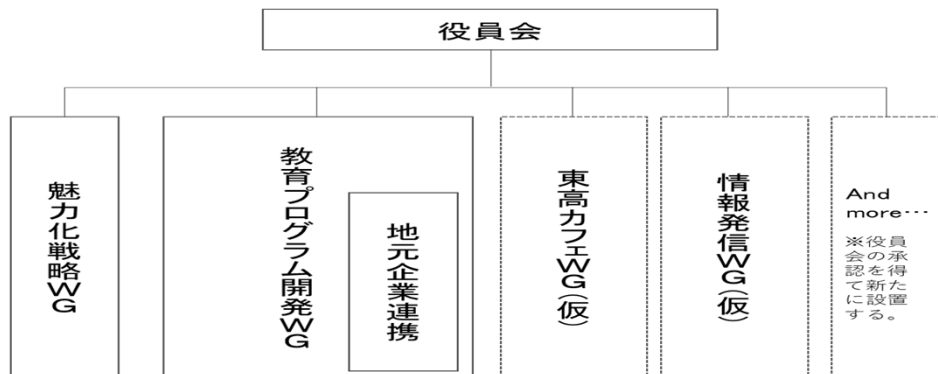 役員会
魅力化戦略WG
教育プログラム開発WG
地元企業連携
東高カフェWG(仮)
情報発信WG(仮)
And
more…
※役員
会の承
認を得
て新た
に設置
する。